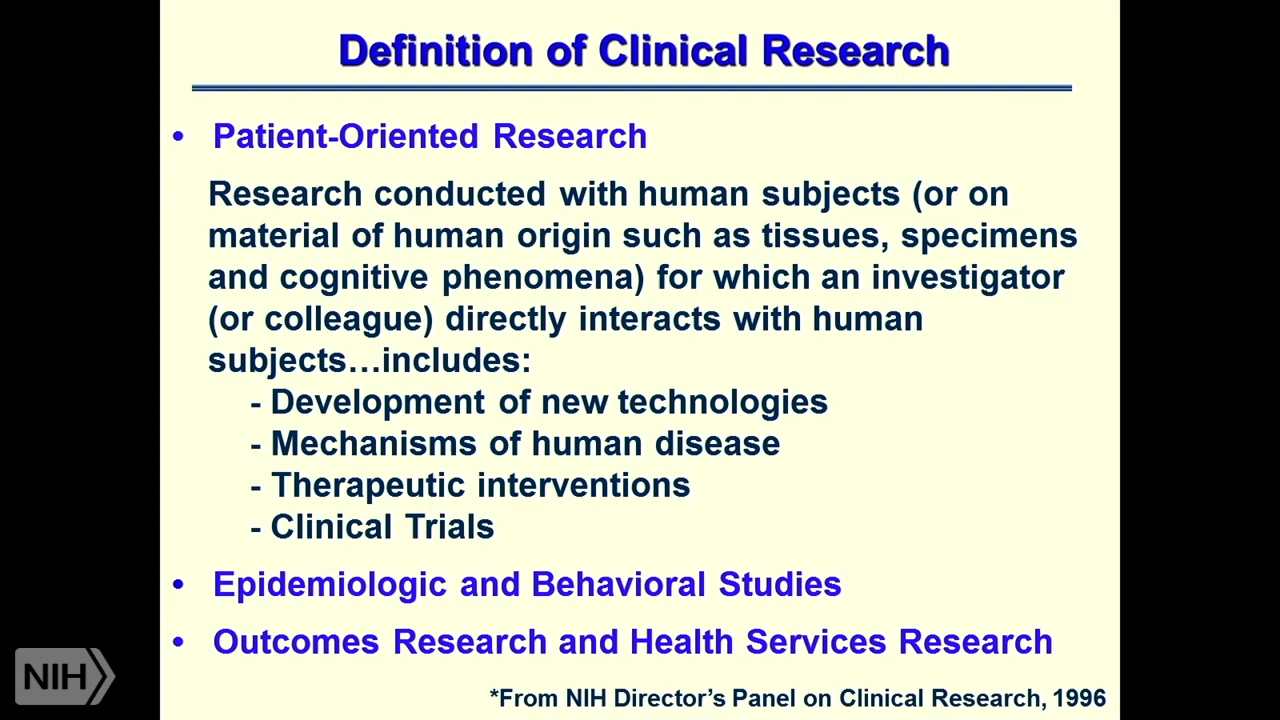 Definition of Clinical Research
• Patient-Oriented Research
Research conducted with human subjects (or on
material of human origin such as tissues, specimens
and cognitive phenomena) for which an investigator
(or colleague) directly interacts with human
subjects…includes:
- Development of new technologies
- Mechanisms of human disease
- Therapeutic interventions
- Clinical Trials
• Epidemiologic and Behavioral Studies
• Outcomes Research and Health Services Research
NIH
*From NIH Director's Panel on Clinical Research, 1996